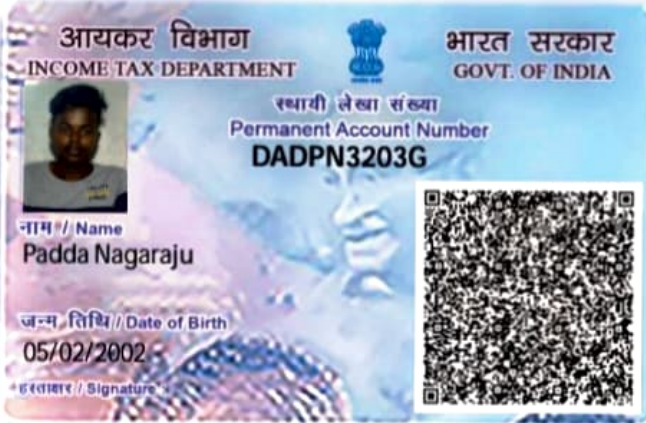 आयकर विभाग
INCOME TAX DEPARTMENT
भारत सरकार
GOVT. OF INDIA
स्थायी लेखा संख्या
Permanent Account Number
DADPN3203G
नाम / Name
Padda Nagaraju
जन्म तिथि / Date of Birth
05/02/2002
हस्ताक्षर / Signature